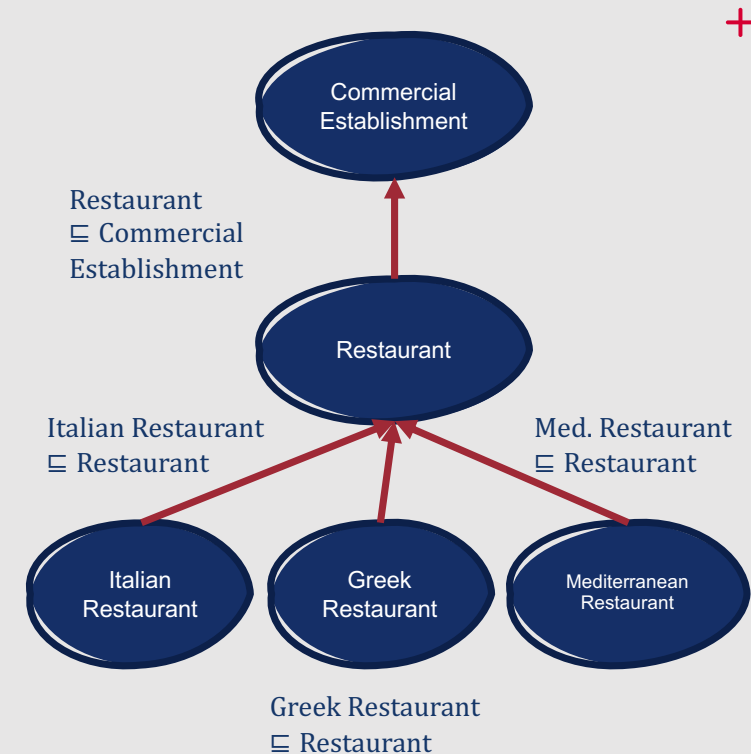 Commercial
Establishment
Restaurant
⊑ Commercial
Establishment
Restaurant
Italian Restaurant
⊑ Restaurant
Med. Restaurant
⊑ Restaurant
Italian
Restaurant
Greek
Restaurant
Mediterranean
Restaurant
Greek Restaurant
⊑ Restaurant